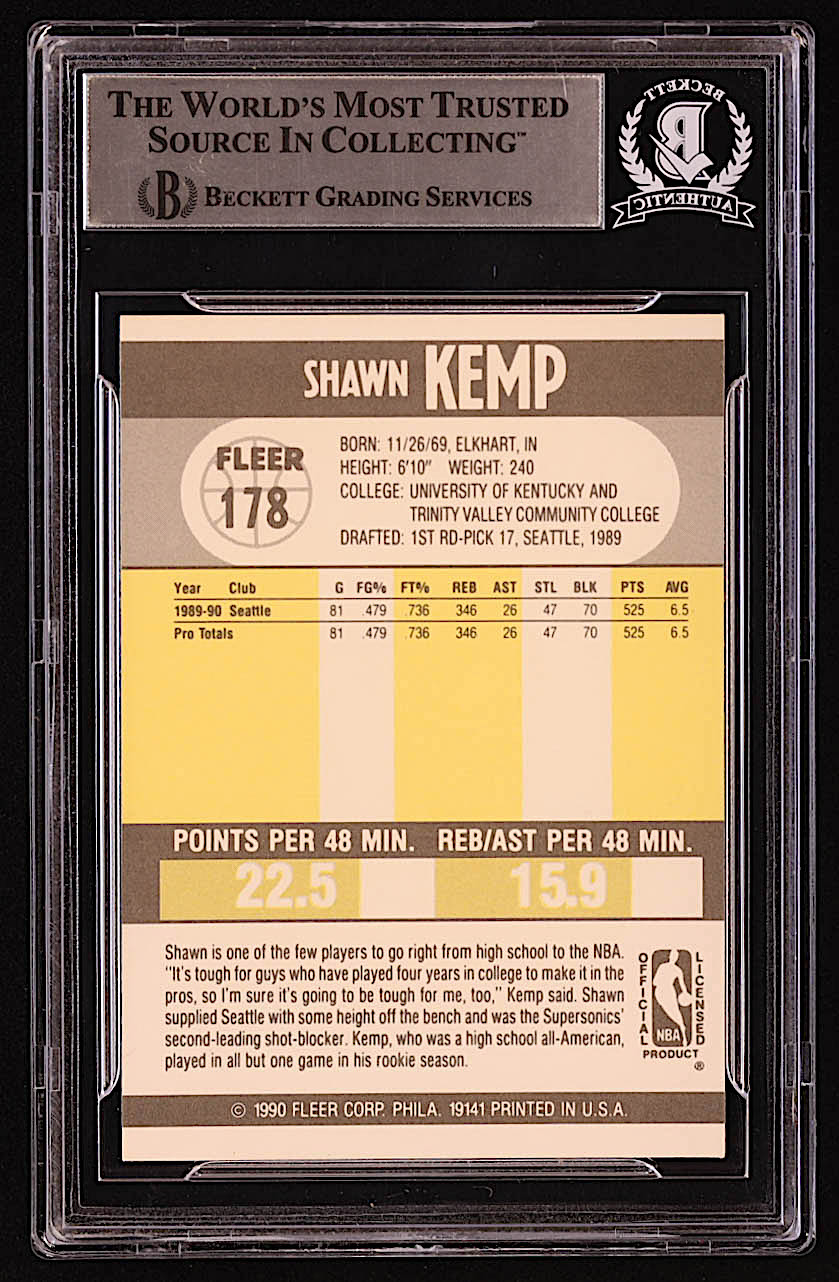 THE WORLD'S MOST TRUSTED
SOURCE IN COLLECTING™
B BECKETT GRADING SERVICES
BECKETT
B
AUTHENTIC
SHAWN KEMP
FLEER
178
BORN: 11/26/69, ELKHART, IN
HEIGHT: 6'10" WEIGHT: 240
COLLEGE: UNIVERSITY OF KENTUCKY AND
TRINITY VALLEY COMMUNITY COLLEGE
DRAFTED: 1ST RD-PICK 17, SEATTLE, 1989
Year Club G FG% FT% REB AST STL BLK PTS AVG
1989-90 Seattle 81 .479 .736 346 26 47 70 525 6.5
Pro Totals 81 .479 .736 346 26 47 70 525 6.5
POINTS PER 48 MIN. REB/AST PER 48 MIN.
22.5 15.9
Shawn is one of the few players to go right from high school to the NBA.
"It's tough for guys who have played four years in college to make it in the
pros, so I'm sure it's going to be tough for me, too," Kemp said. Shawn
supplied Seattle with some height off the bench and was the Supersonics'
second-leading shot-blocker. Kemp, who was a high school all-American,
played in all but one game in his rookie season.
OFFICIAL
NBA
LICENSED
PRODUCT
®
© 1990 FLEER CORP. PHILA. 19141 PRINTED IN U.S.A.